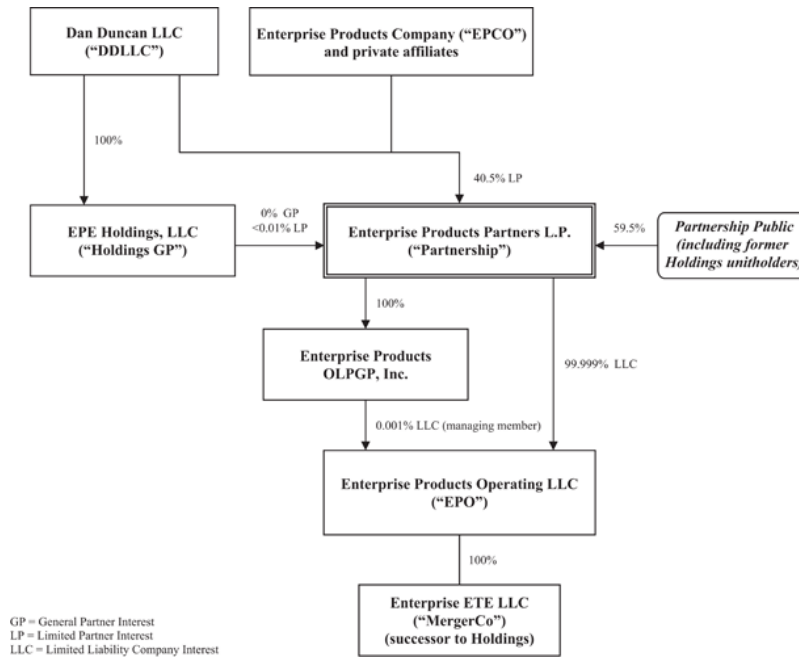 Dan Duncan LLC
(“DDLLC”)
Enterprise Products Company (“EPCO”)
and private affiliates
100%
40.5% LP
EPE Holdings, LLC
(“Holdings GP”)
0% GP
<0.01% LP
Enterprise Products Partners L.P.
(“Partnership”)
59.5%
Partnership Public
(including former
Holdings unitholders)
100%
Enterprise Products
OLPGP, Inc.
99.999% LLC
0.001% LLC (managing member)
Enterprise Products Operating LLC
(“EPO”)
100%
Enterprise ETE LLC
(“MergerCo”)
(successor to Holdings)
GP = General Partner Interest
LP = Limited Partner Interest
LLC = Limited Liability Company Interest